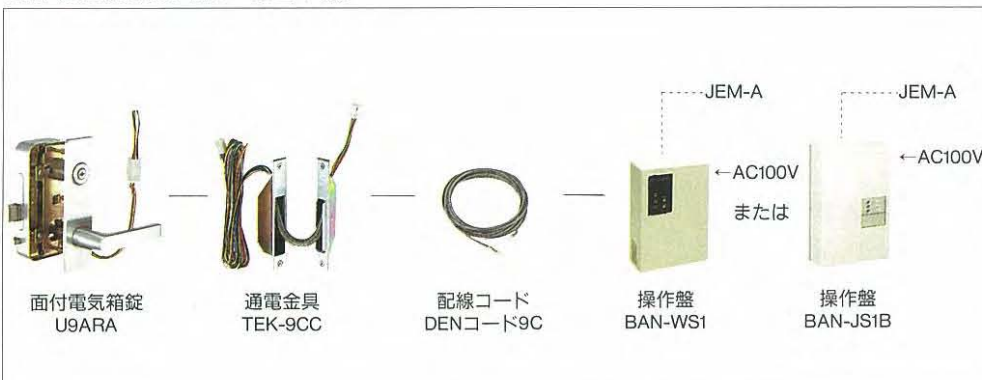 JEM-A
JEM-A
←AC100V
←AC100V
または
面付電気箱錠
U9ARA
通電金具
TEK-9CC
配線コード
DENコード9C
操作盤
BAN-WS1
操作盤
BAN-JS1B